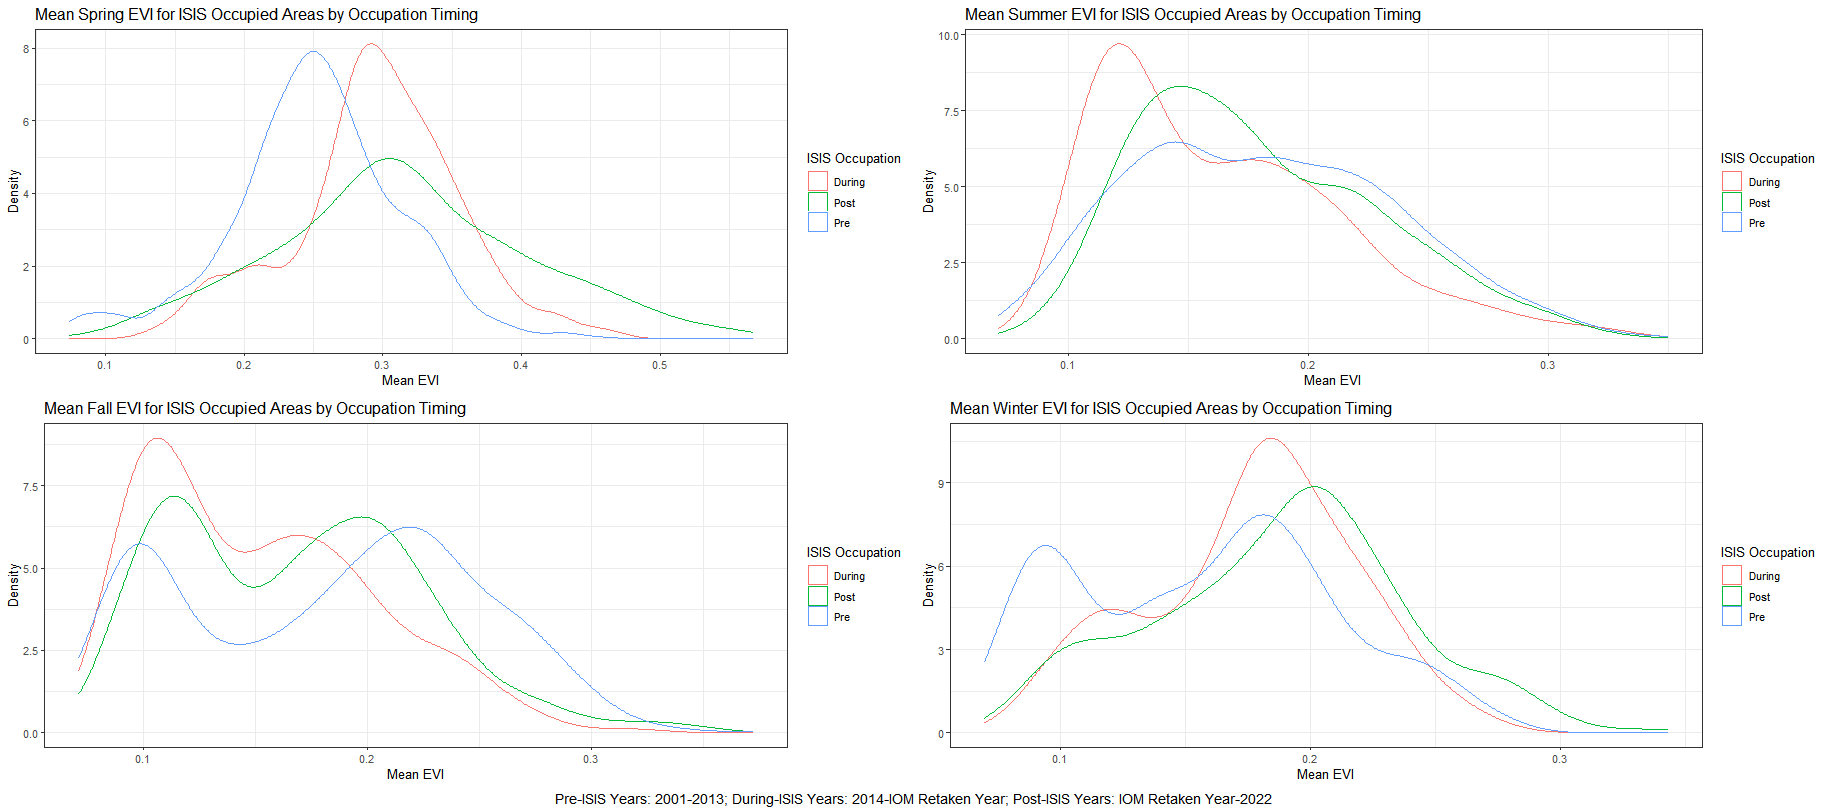 Mean Spring EVI for ISIS Occupied Areas by Occupation Timing
8
6
4
2
0
Density
0.1 0.2 0.3 0.4 0.5
Mean EVI
ISIS Occupation
During
Post
Pre
Mean Summer EVI for ISIS Occupied Areas by Occupation Timing
10.0
7.5
5.0
2.5
0.0
Density
0.1 0.2 0.3
Mean EVI
ISIS Occupation
During
Post
Pre
Mean Fall EVI for ISIS Occupied Areas by Occupation Timing
7.5
5.0
2.5
0.0
Density
0.1 0.2 0.3
Mean EVI
ISIS Occupation
During
Post
Pre
Mean Winter EVI for ISIS Occupied Areas by Occupation Timing
9
6
3
0
Density
0.1 0.2 0.3
Mean EVI
ISIS Occupation
During
Post
Pre
Pre-ISIS Years: 2001-2013; During-ISIS Years: 2014-IOM Retaken Year; Post-ISIS Years: IOM Retaken Year-2022